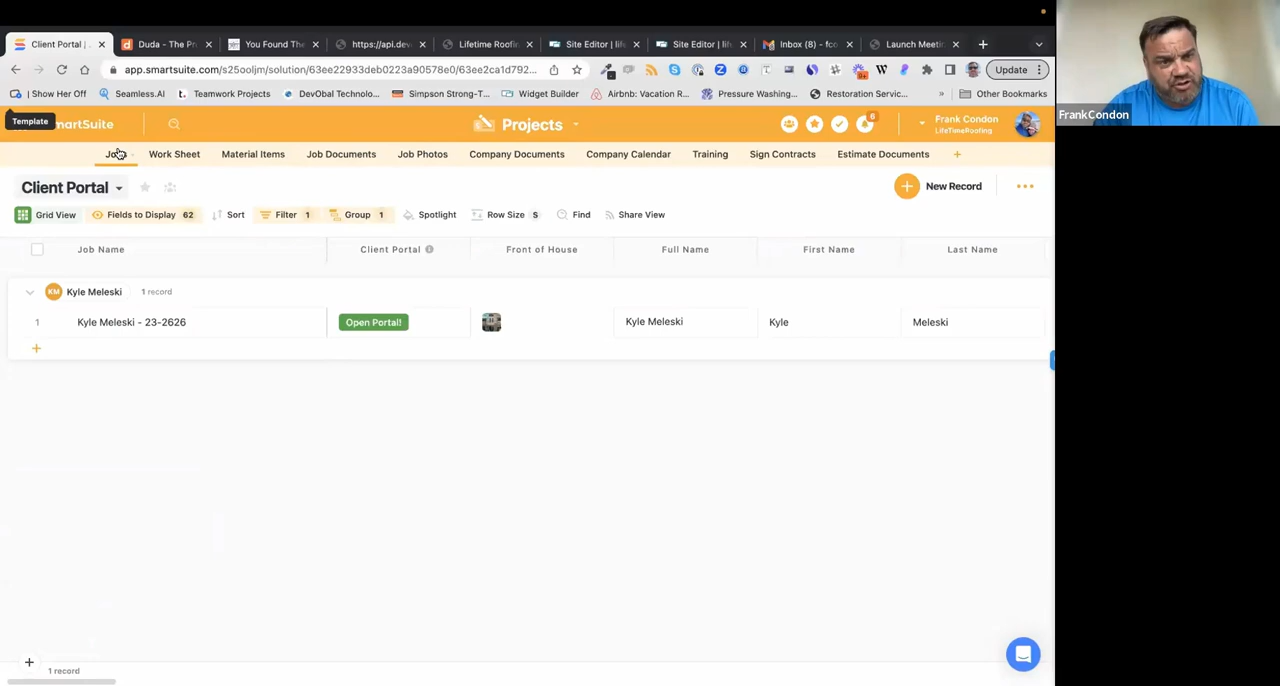 Client Portal |
Duda - The Pr
You Found The
https://api.dev
Lifetime Roofin
Site Editor | life
Site Editor | lif
Inbox (8) - fco
Launch Meeti
app.smartsuite.com/s25ooljm/solution/63ee22933deb0223a90578e0/63ee2ca1d792...
Update
| Show Her Off
Seamless.AI
Teamwork Projects
DevObal Technolo...
Simpson Strong-T...
Widget Builder
Airbnb: Vacation R...
Pressure Washing...
Restoration Servic...
»
Other Bookmarks
Template
martSuite
Projects
6
Frank Condon
LifeTimeRoofing
FrankCondon
Work Sheet
Material Items
Job Documents
Job Photos
Company Documents
Company Calendar
Training
Sign Contracts
Estimate Documents
Client Portal
New Record
Grid View
Fields to Display 62
Sort
Filter 1
Group 1
Spotlight
Row Size S
Find
Share View
Job Name
Client Portal
Front of House
Full Name
First Name
Last Name
KM Kyle Meleski 1 record
1
Kyle Meleski - 23-2626
Open Portal!
Kyle Meleski
Kyle
Meleski
1 record